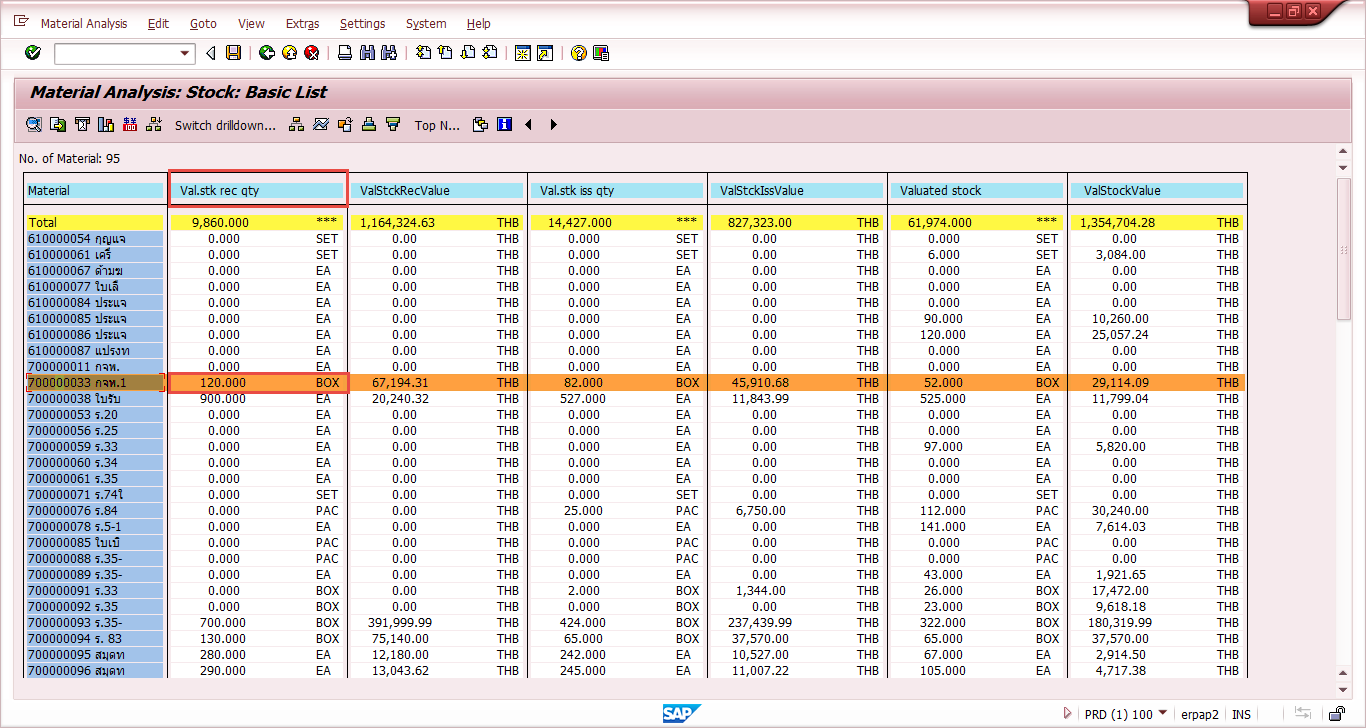 Material Analysis Edit Goto View Extras Settings System Help
Material Analysis: Stock: Basic List
Switch drilldown... Top N...
No. of Material: 95
Material Val.stk rec qty ValStckRecValue Val.stk iss qty ValStckIssValue Valuated stock ValStockValue
Total 9,860.000 *** 1,164,324.63 THB 14,427.000 *** 827,323.00 THB 61,974.000 *** 1,354,704.28 THB
610000054 กุญแจ 0.000 SET 0.00 THB 0.000 SET 0.00 THB 0.000 SET 0.00 THB
610000061 เครื่ 0.000 SET 0.00 THB 0.000 SET 0.00 THB 6.000 SET 3,084.00 THB
610000067 ด้ามฆ 0.000 EA 0.00 THB 0.000 EA 0.00 THB 0.000 EA 0.00 THB
610000077 ใบเลื 0.000 EA 0.00 THB 0.000 EA 0.00 THB 0.000 EA 0.00 THB
610000084 ประแจ 0.000 EA 0.00 THB 0.000 EA 0.00 THB 0.000 EA 0.00 THB
610000085 ประแจ 0.000 EA 0.00 THB 0.000 EA 0.00 THB 90.000 EA 10,260.00 THB
610000086 ประแจ 0.000 EA 0.00 THB 0.000 EA 0.00 THB 120.000 EA 25,057.24 THB
610000087 แปรงท 0.000 EA 0.00 THB 0.000 EA 0.00 THB 0.000 EA 0.00 THB
700000011 กจพ. 0.000 EA 0.00 THB 0.000 EA 0.00 THB 0.000 EA 0.00 THB
700000033 กจพ.1 120.000 BOX 67,194.31 THB 82.000 BOX 45,910.68 THB 52.000 BOX 29,114.09 THB
700000038 ใบรับ 900.000 EA 20,240.32 THB 527.000 EA 11,843.99 THB 525.000 EA 11,799.04 THB
700000053 ร.20 0.000 EA 0.00 THB 0.000 EA 0.00 THB 0.000 EA 0.00 THB
700000056 ร.25 0.000 EA 0.00 THB 0.000 EA 0.00 THB 0.000 EA 0.00 THB
700000059 ร.33 0.000 EA 0.00 THB 0.000 EA 0.00 THB 97.000 EA 5,820.00 THB
700000060 ร.34 0.000 EA 0.00 THB 0.000 EA 0.00 THB 0.000 EA 0.00 THB
700000061 ร.35 0.000 EA 0.00 THB 0.000 EA 0.00 THB 0.000 EA 0.00 THB
700000071 ร.74ใ 0.000 SET 0.00 THB 0.000 SET 0.00 THB 0.000 SET 0.00 THB
700000076 ร.84 0.000 PAC 0.00 THB 25.000 PAC 6,750.00 THB 112.000 PAC 30,240.00 THB
700000078 ร.5-1 0.000 EA 0.00 THB 0.000 EA 0.00 THB 141.000 EA 7,614.03 THB
700000085 ใบเบิ 0.000 PAC 0.00 THB 0.000 PAC 0.00 THB 0.000 PAC 0.00 THB
700000088 ร.35- 0.000 PAC 0.00 THB 0.000 PAC 0.00 THB 0.000 PAC 0.00 THB
700000089 ร.35- 0.000 EA 0.00 THB 0.000 EA 0.00 THB 43.000 EA 1,921.65 THB
700000091 ร.33 0.000 BOX 0.00 THB 2.000 BOX 1,344.00 THB 26.000 BOX 17,472.00 THB
700000092 ร.35 0.000 BOX 0.00 THB 0.000 BOX 0.00 THB 23.000 BOX 9,618.18 THB
700000093 ร.35- 700.000 BOX 391,999.99 THB 424.000 BOX 237,439.99 THB 322.000 BOX 180,319.99 THB
700000094 ร. 83 130.000 BOX 75,140.00 THB 65.000 BOX 37,570.00 THB 65.000 BOX 37,570.00 THB
700000095 สมุดท 280.000 EA 12,180.00 THB 242.000 EA 10,527.00 THB 67.000 EA 2,914.50 THB
700000096 สมุดท 290.000 EA 13,043.62 THB 245.000 EA 11,007.22 THB 105.000 EA 4,717.38 THB
SAP PRD (1) 100 erpap2 INS